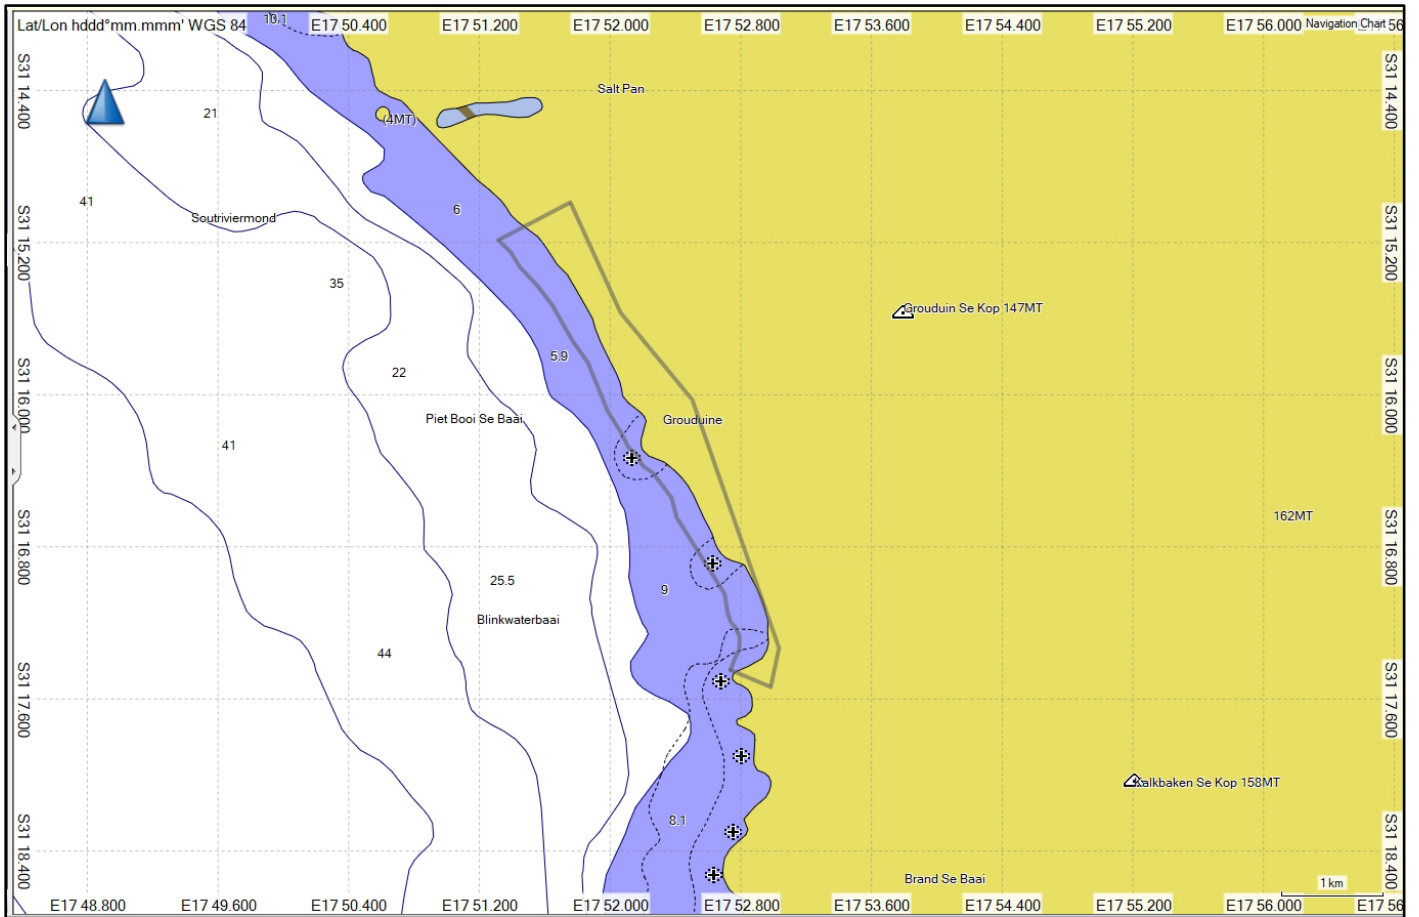 Lat/Lon hddd°mm.mmm' WGS 84
10.1
E17 50.400
E17 51.200
E17 52.000
E17 52.800
E17 53.600
E17 54.400
E17 55.200
E17 56.000
Navigation Chart
S31 14.400
S31 14.400
Salt Pan
21
(4MT)
41
6
Soutriviermond
S31 15.200
S31 15.200
35
Grouduin Se Kop 147MT
5.9
22
S31 16.000
S31 16.000
Piet Booi Se Baai
Grouduine
41
162MT
S31 16.800
S31 16.800
25.5
9
Blinkwaterbaai
44
S31 17.600
S31 17.600
Kalkbaken Se Kop 158MT
8.1
S31 18.400
S31 18.400
Brand Se Baai
1 km
E17 48.800
E17 49.600
E17 50.400
E17 51.200
E17 52.000
E17 52.800
E17 53.600
E17 54.400
E17 55.200
E17 56.000
E17 56